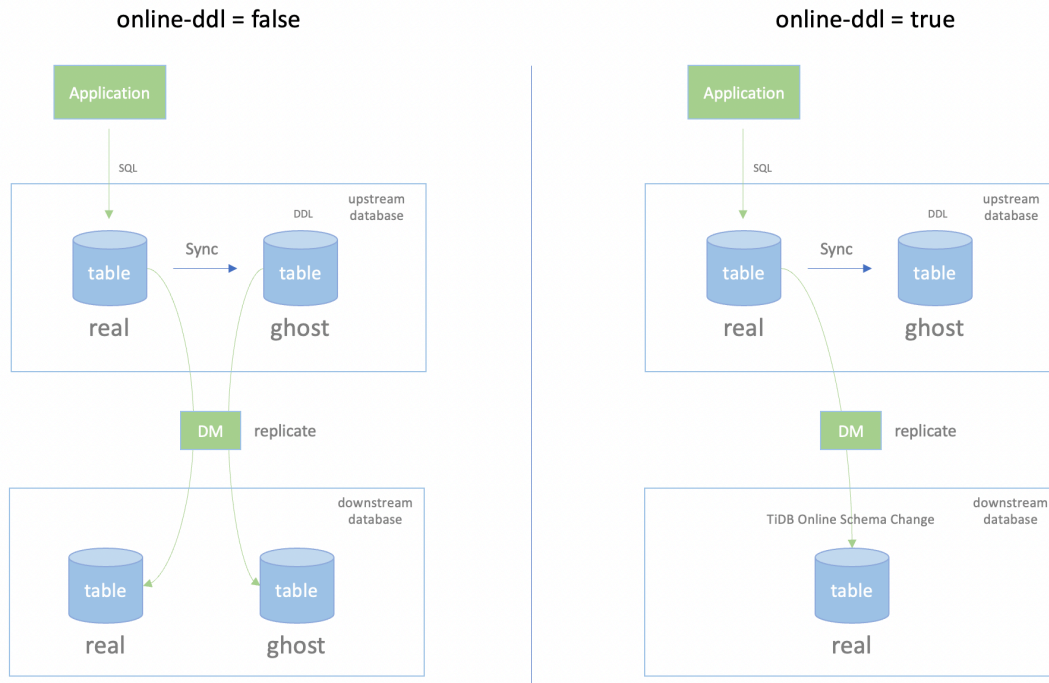 online-ddl = false
Application
SQL
upstream
database
DDL
Sync
table
table
real
ghost
DM
replicate
downstream
database
table
table
real
ghost
online-ddl = true
Application
SQL
upstream
database
DDL
Sync
table
table
real
ghost
DM
replicate
downstream
database
TiDB Online Schema Change
table
real